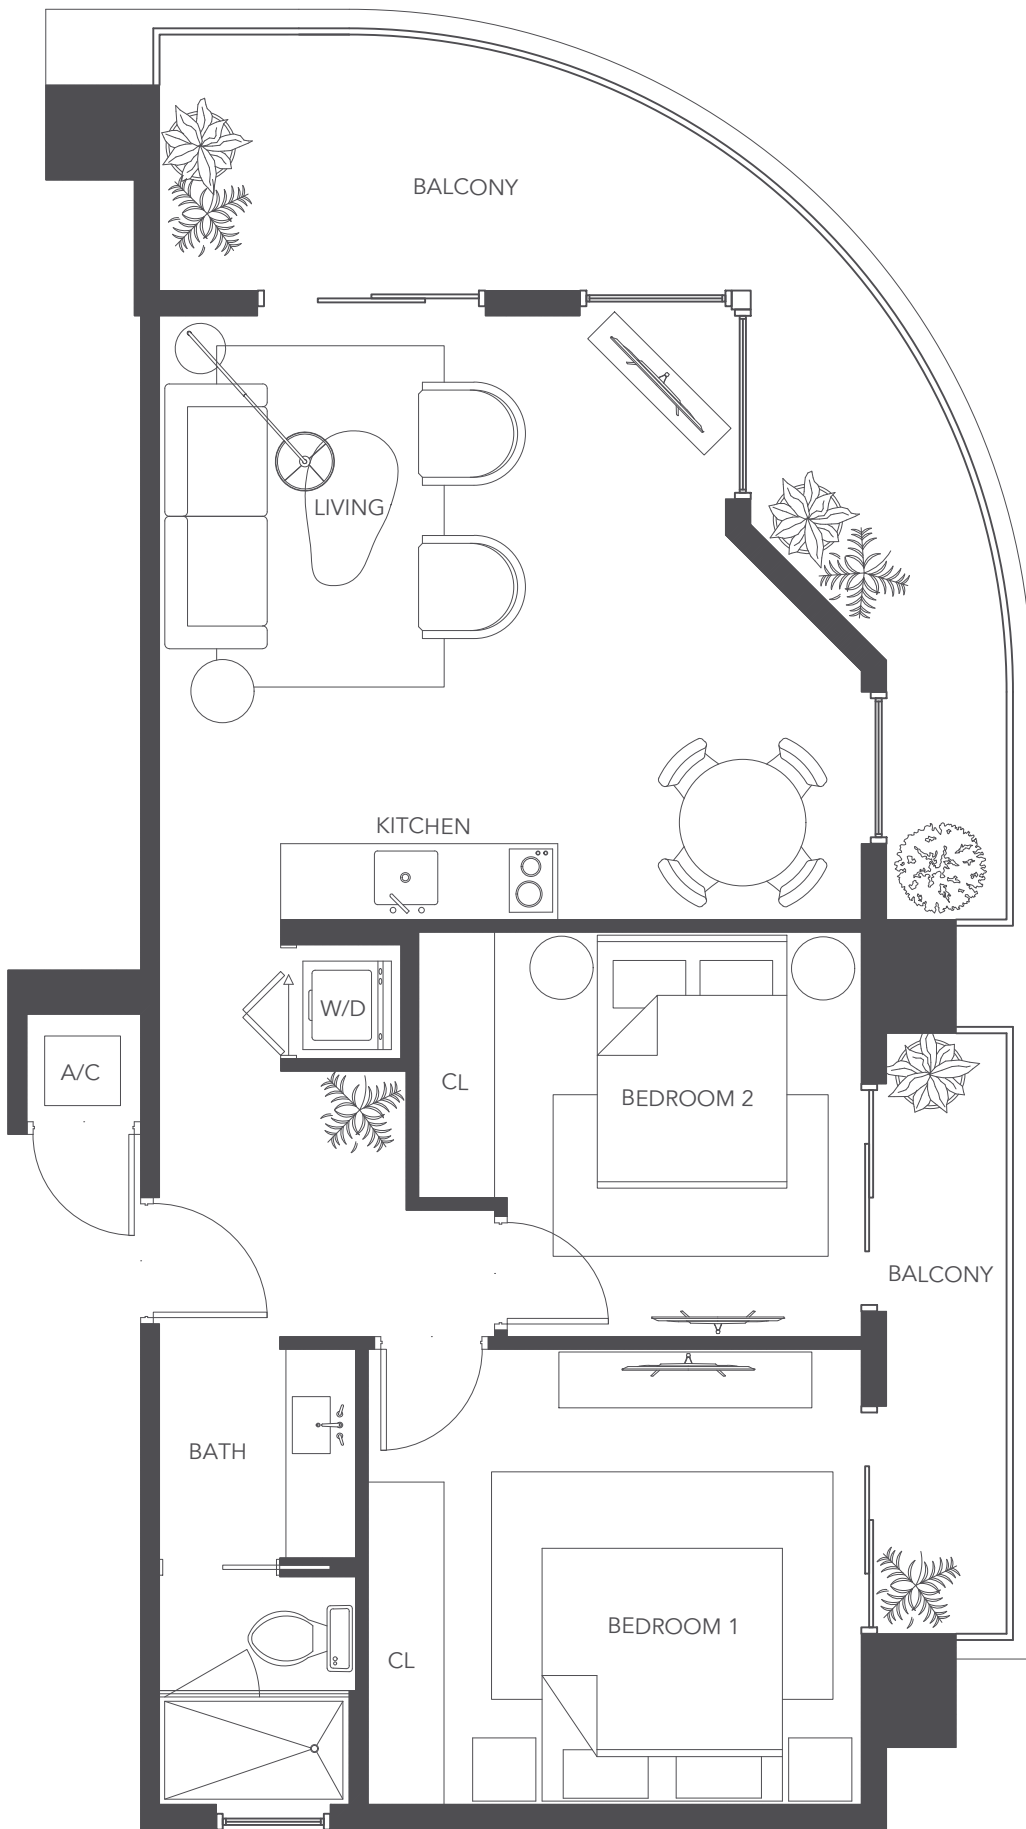 BALCONY
LIVING
KITCHEN
W/D
A/C
CL
BEDROOM 2
BALCONY
BATH
BEDROOM 1
CL